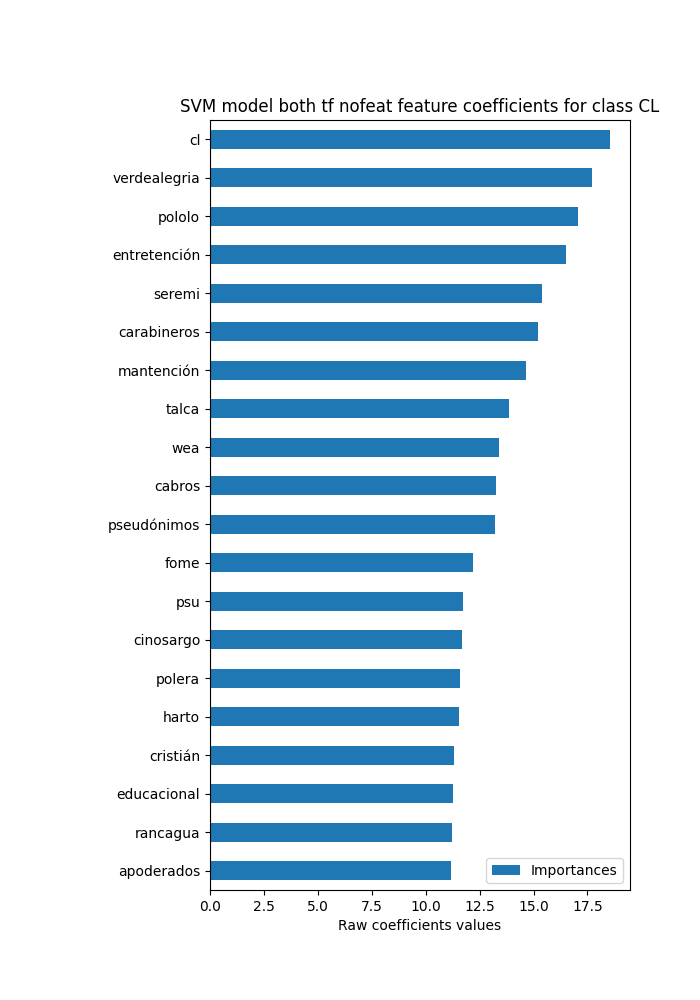 SVM model both tf nofeat feature coefficients for class CL
cl
verdealegria
pololo
entretención
seremi
carabineros
mantención
talca
wea
cabros
pseudónimos
fome
psu
cinosargo
polera
harto
cristián
educacional
rancagua
apoderados
Importances
0.0 2.5 5.0 7.5 10.0 12.5 15.0 17.5
Raw coefficients values